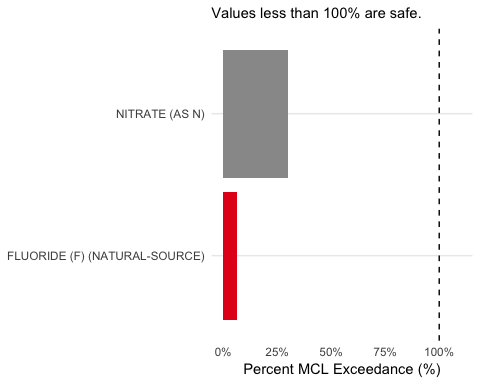 Values less than 100% are safe.
NITRATE (AS N)
FLUORIDE (F) (NATURAL-SOURCE)
0% 25% 50% 75% 100%
Percent MCL Exceedance (%)